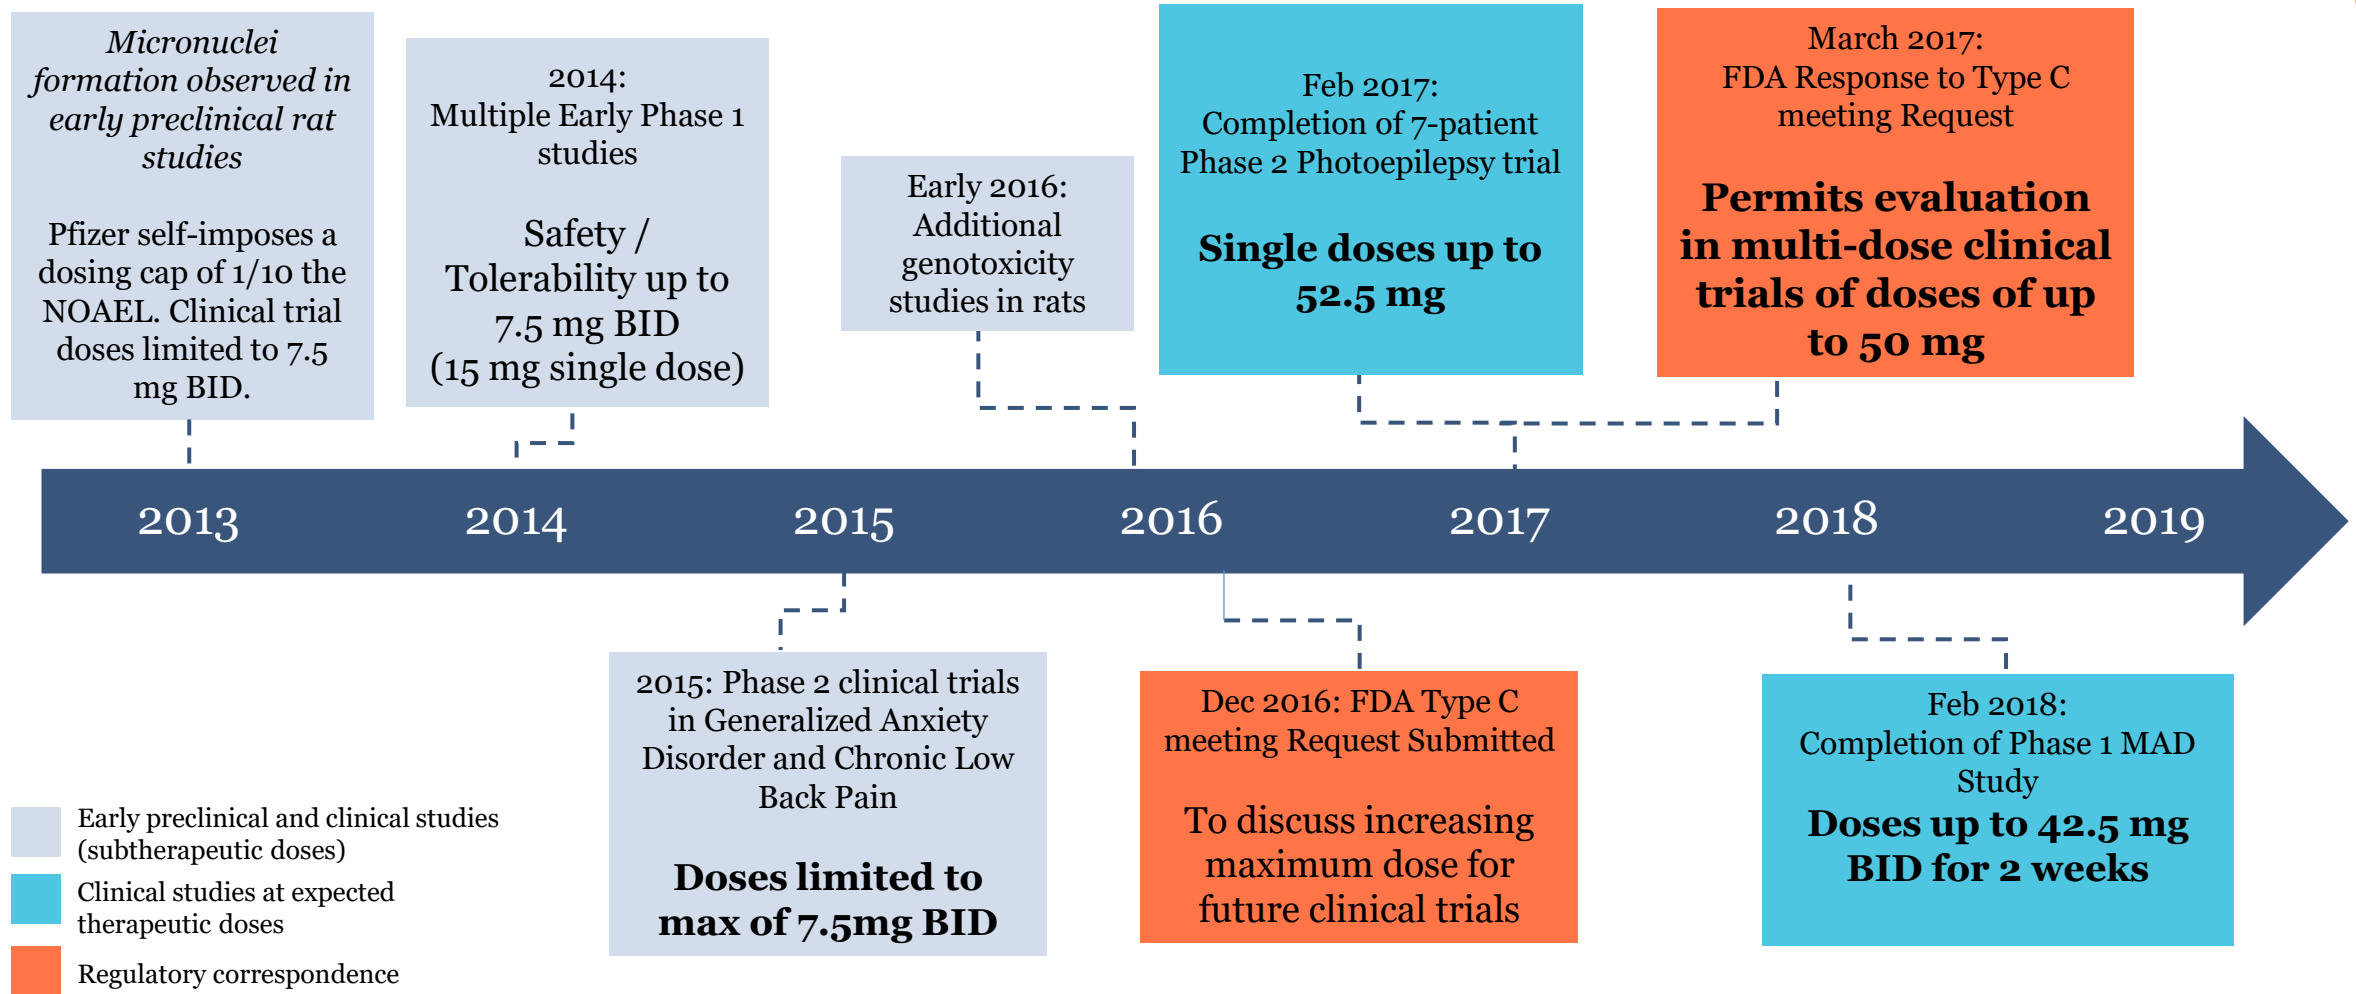 Micronuclei
formation observed in
early preclinical rat
studies
Pfizer self-imposes a
dosing cap of 1/10 the
NOAEL. Clinical trial
doses limited to 7.5
mg BID.
2014:
Multiple Early Phase 1
studies
Safety /
Tolerability up to
7.5 mg BID
(15 mg single dose)
Early 2016:
Additional
genotoxicity
studies in rats
Feb 2017:
Completion of 7-patient
Phase 2 Photoepilepsy trial
Single doses up to
52.5 mg
March 2017:
FDA Response to Type C
meeting Request
Permits evaluation
in multi-dose clinical
trials of doses of up
to 50 mg
2013
2014
2015
2016
2017
2018
2019
2015: Phase 2 clinical trials
in Generalized Anxiety
Disorder and Chronic Low
Back Pain
Doses limited to
max of 7.5mg BID
Dec 2016: FDA Type C
meeting Request Submitted
To discuss increasing
maximum dose for
future clinical trials
Feb 2018:
Completion of Phase 1 MAD
Study
Doses up to 42.5 mg
BID for 2 weeks
Early preclinical and clinical studies
(subtherapeutic doses)
Clinical studies at expected
therapeutic doses
Regulatory correspondence